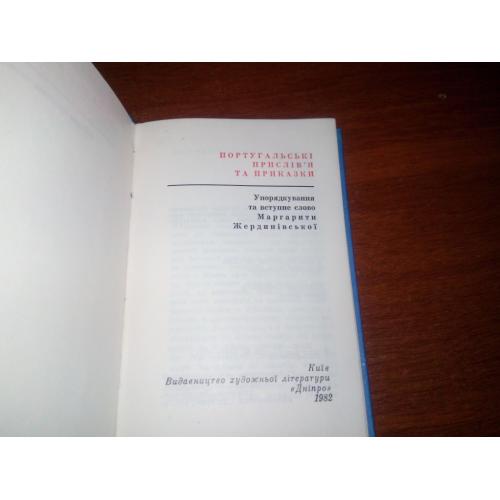 ПОРТУГАЛЬСЬКІ
ПРИСЛІВ'Я
ТА ПРИКАЗКИ
Упорядкування
та вступне слово
Маргарити
Жердинівської
Київ
Видавництво художньої літератури
«Дніпро»
1982